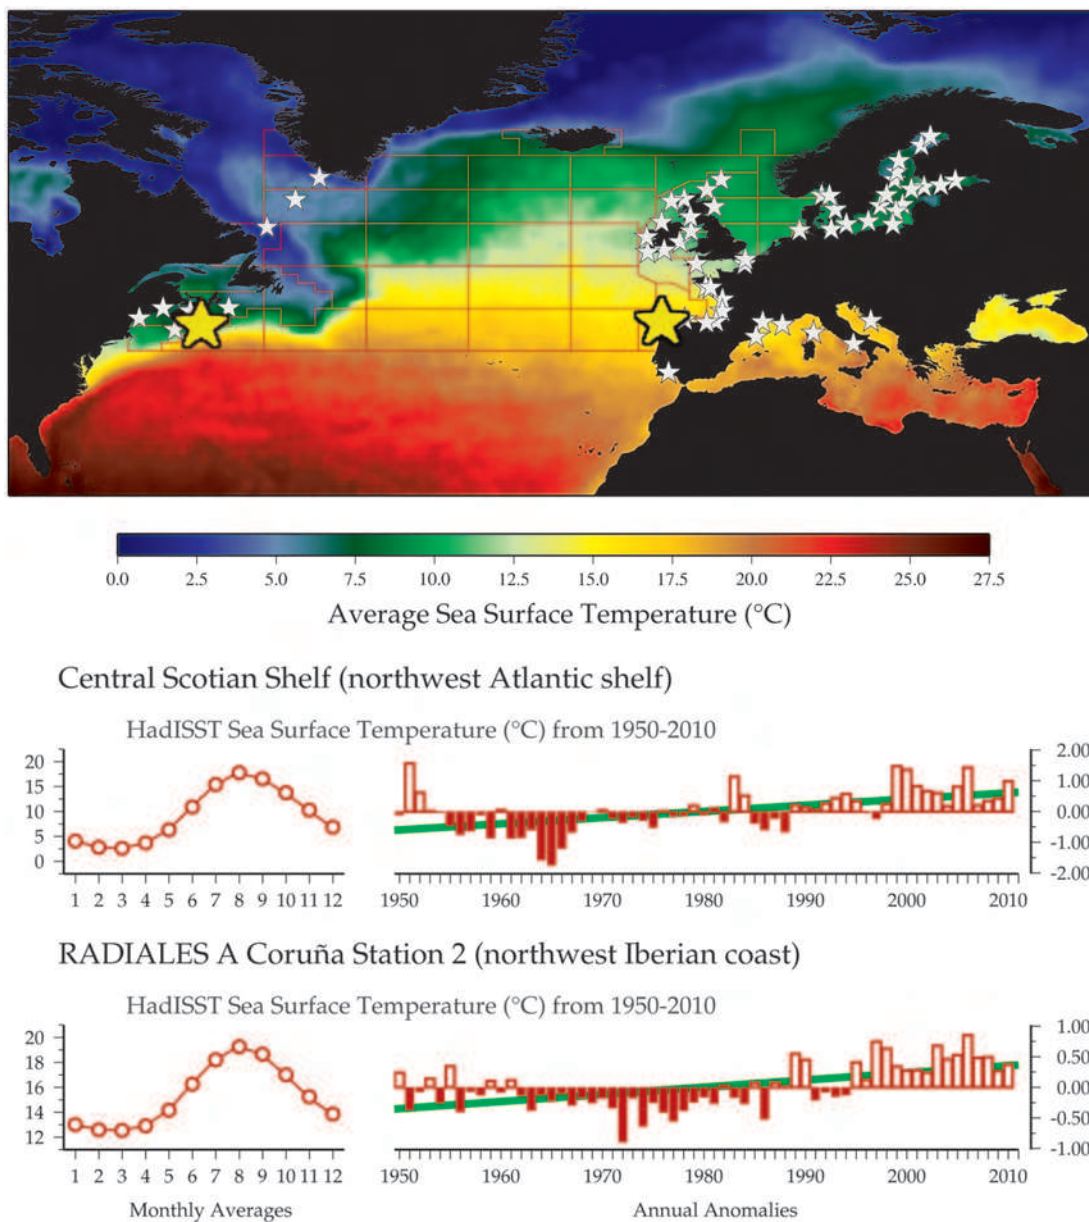 0.0 2.5 5.0 7.5 10.0 12.5 15.0 17.5 20.0 22.5 25.0 27.5
Average Sea Surface Temperature (°C)
Central Scotian Shelf (northwest Atlantic shelf)
HadISST Sea Surface Temperature (°C) from 1950-2010
20
15
10
5
0
1 2 3 4 5 6 7 8 9 10 11 12
2.00
1.00
0.00
-1.00
-2.00
1950 1960 1970 1980 1990 2000 2010
RADIALES A Coruña Station 2 (northwest Iberian coast)
HadISST Sea Surface Temperature (°C) from 1950-2010
20
18
16
14
12
1 2 3 4 5 6 7 8 9 10 11 12
1.00
0.50
0.00
-0.50
-1.00
1950 1960 1970 1980 1990 2000 2010
Monthly Averages
Annual Anomalies